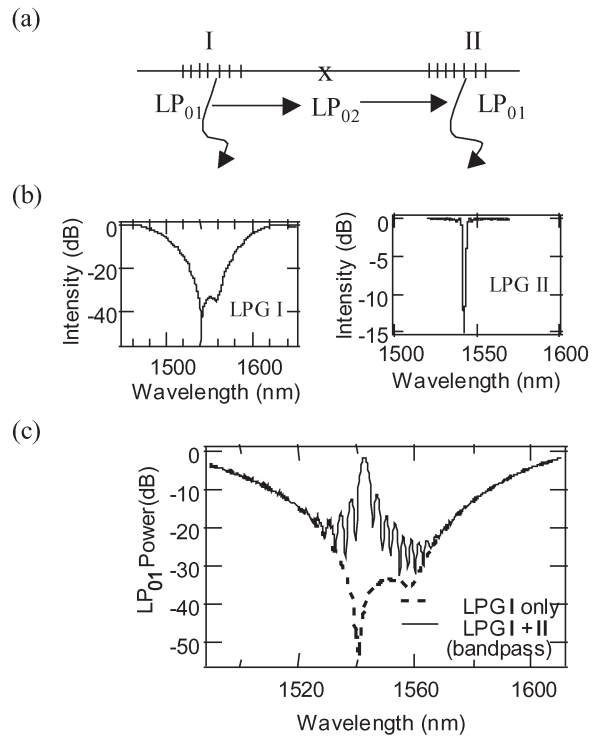 (a)
I II
x
LP01 LP02 LP01
(b)
0
-20
-40
Intensity (dB)
LPG I
1500 1600
Wavelength (nm)
0
-5
-10
-15
Intensity (dB)
LPG II
1500 1550 1600
Wavelength (nm)
(c)
0
-10
-20
-30
-40
-50
LP01 Power(dB)
LPG I only
LPG I + II
(bandpass)
1520 1560 1600
Wavelength (nm)